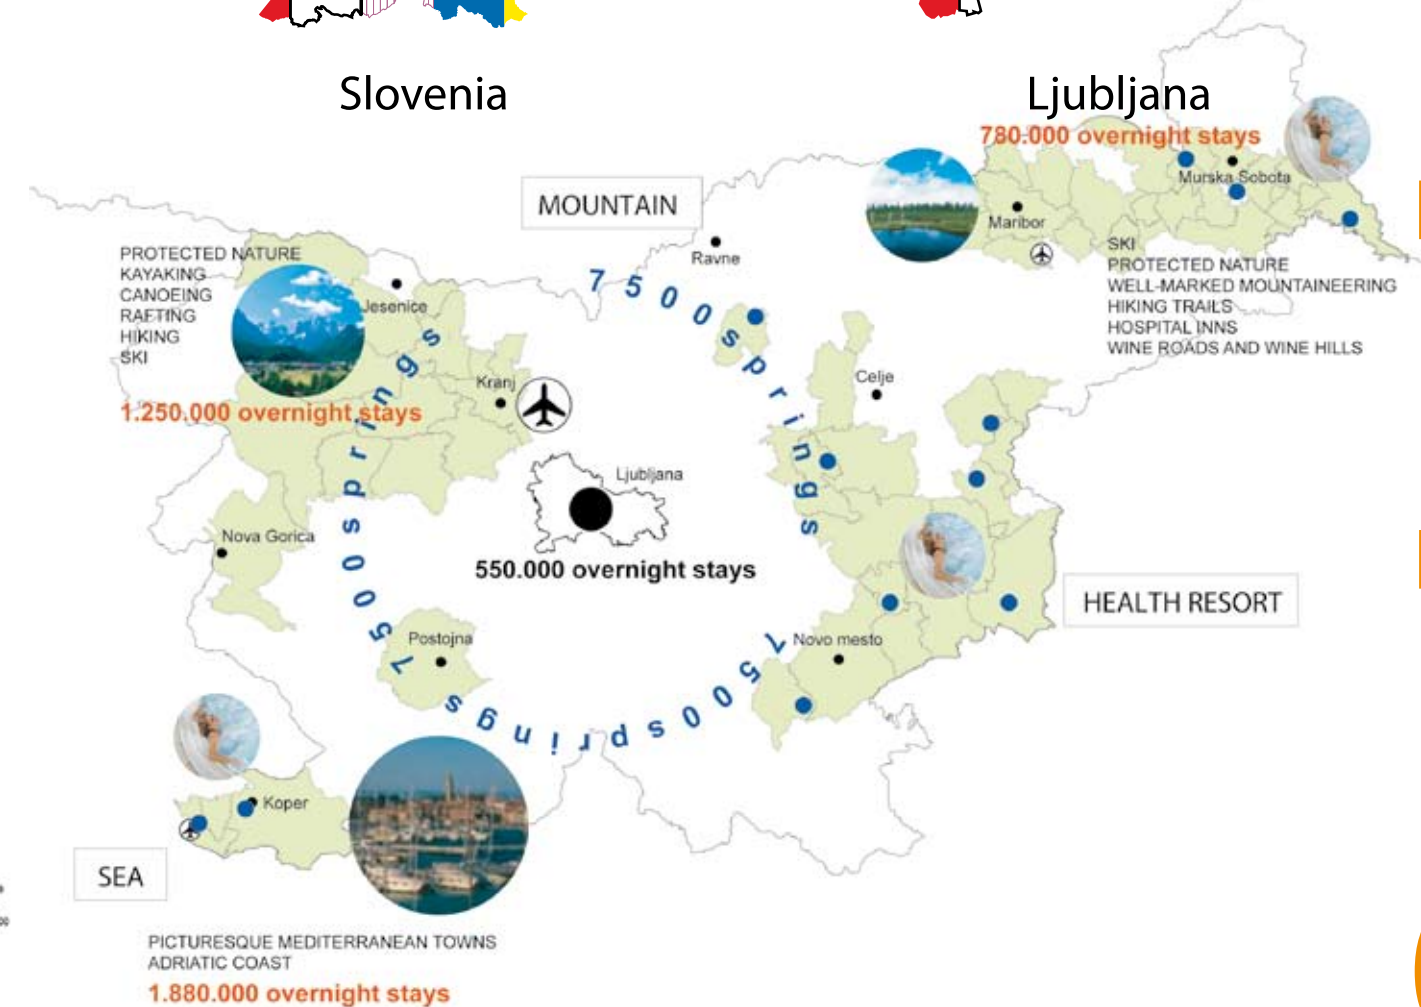 Slovenia
Ljubljana
780.000 overnight stays
MOUNTAIN
Murska Sobota
Maribor
Ravne
SKI
PROTECTED NATURE
WELL-MARKED MOUNTAINEERING
HIKING TRAILS
HOSPITAL INNS
WINE ROADS AND WINE HILLS
PROTECTED NATURE
KAYAKING
CANOEING
RAFTING
HIKING
SKI
Jesenice
7500springs
Kranj
Celje
1.250.000 overnight stays
Ljubljana
550.000 overnight stays
Nova Gorica
7500springs
HEALTH RESORT
Postojna
Novo mesto
7500springs
Koper
SEA
PICTURESQUE MEDITERRANEAN TOWNS
ADRIATIC COAST
1.880.000 overnight stays